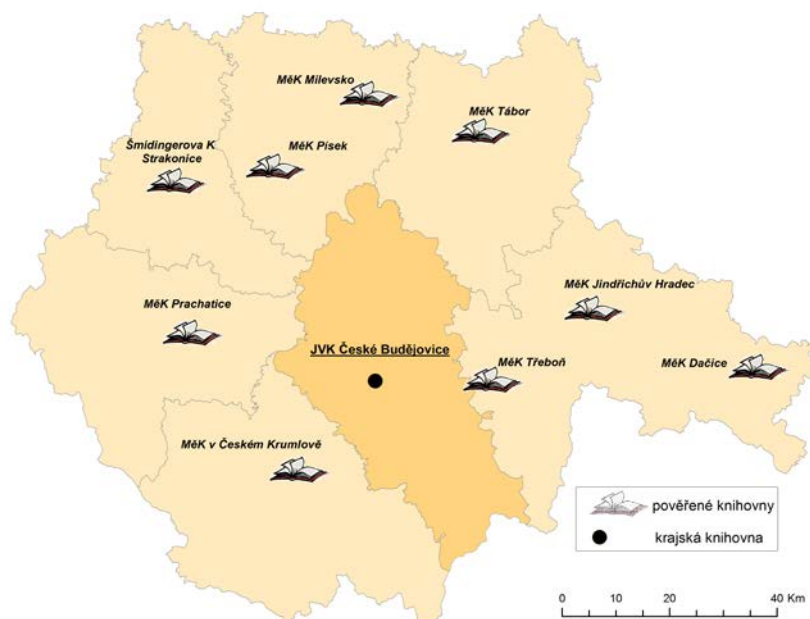 MěK Milevsko
MěK Tábor
Šmidingerova K
Strakonice
MěK Písek
MěK Jindřichův Hradec
MěK Prachatice
JVK České Budějovice
MěK Třeboň
MěK Dačice
MěK v Českém Krumlově
pověřené knihovny
krajská knihovna
0 10 20 40 Km